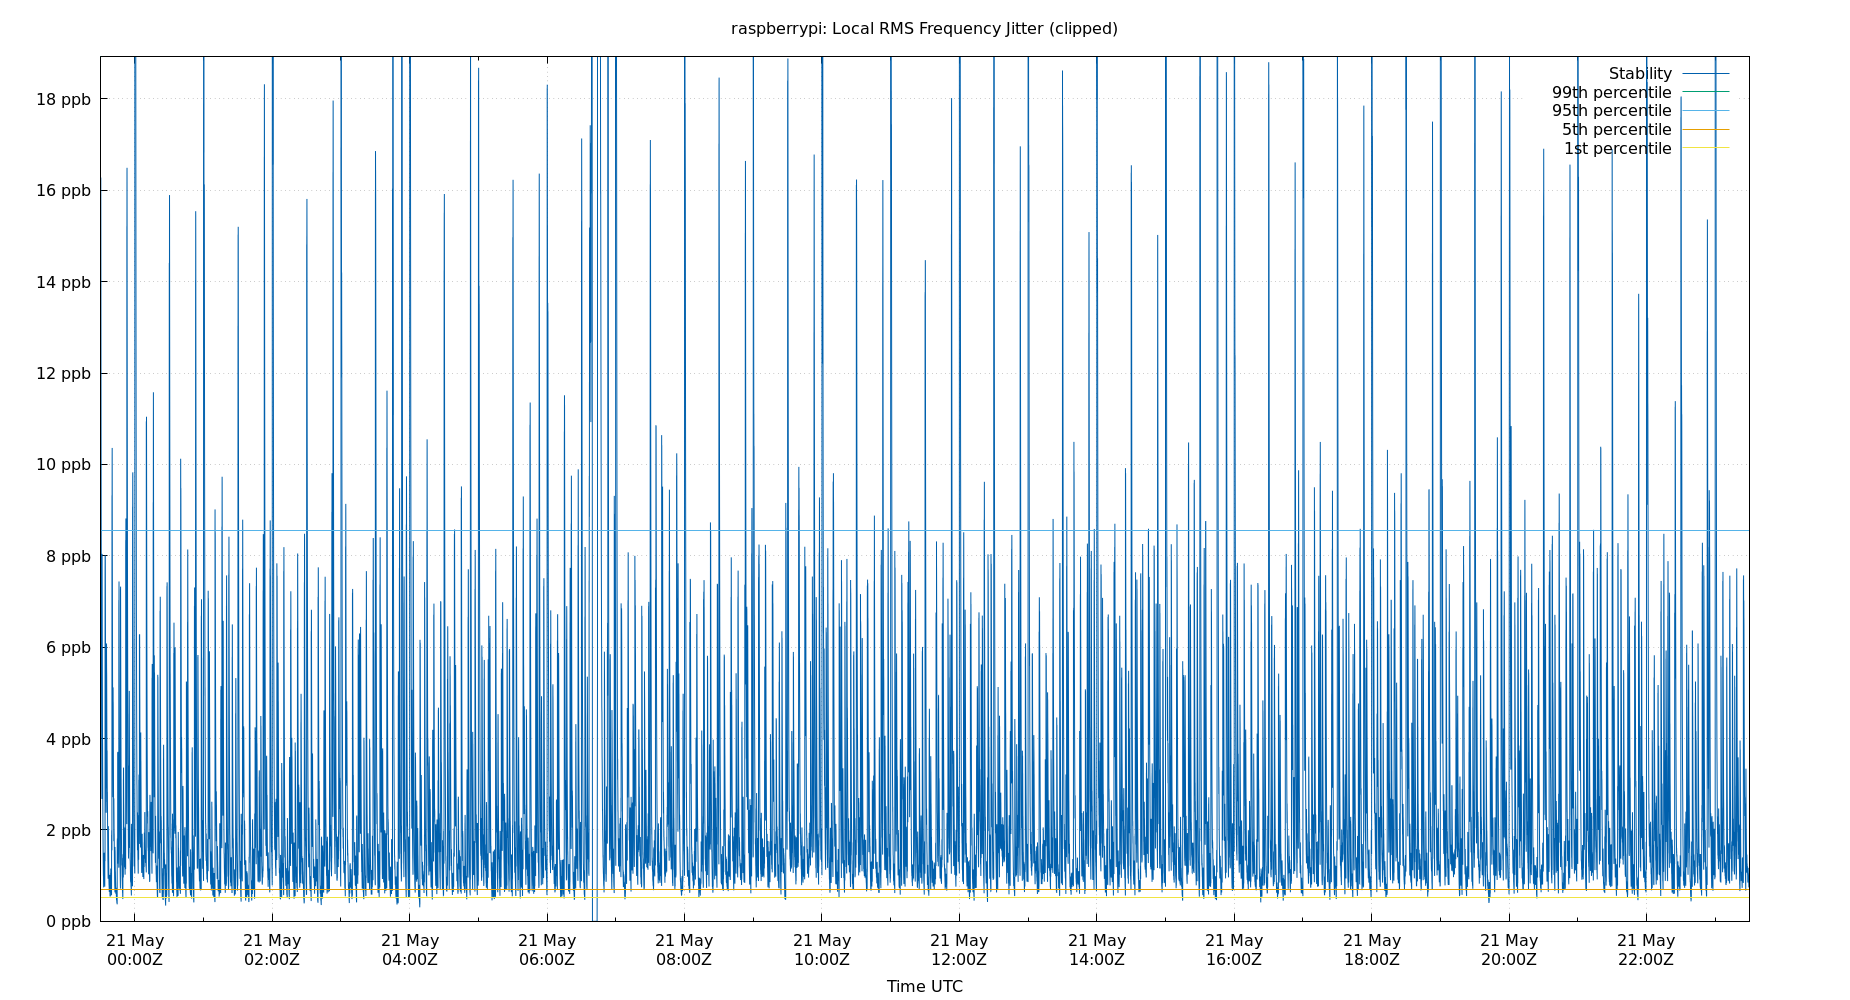 raspberrypi: Local RMS Frequency Jitter (clipped)
Stability
99th percentile
95th percentile
5th percentile
1st percentile
18 ppb
16 ppb
14 ppb
12 ppb
10 ppb
8 ppb
6 ppb
4 ppb
2 ppb
0 ppb
21 May 21 May 21 May 21 May 21 May 21 May 21 May 21 May 21 May 21 May 21 May 21 May
00:00Z 02:00Z 04:00Z 06:00Z 08:00Z 10:00Z 12:00Z 14:00Z 16:00Z 18:00Z 20:00Z 22:00Z
Time UTC